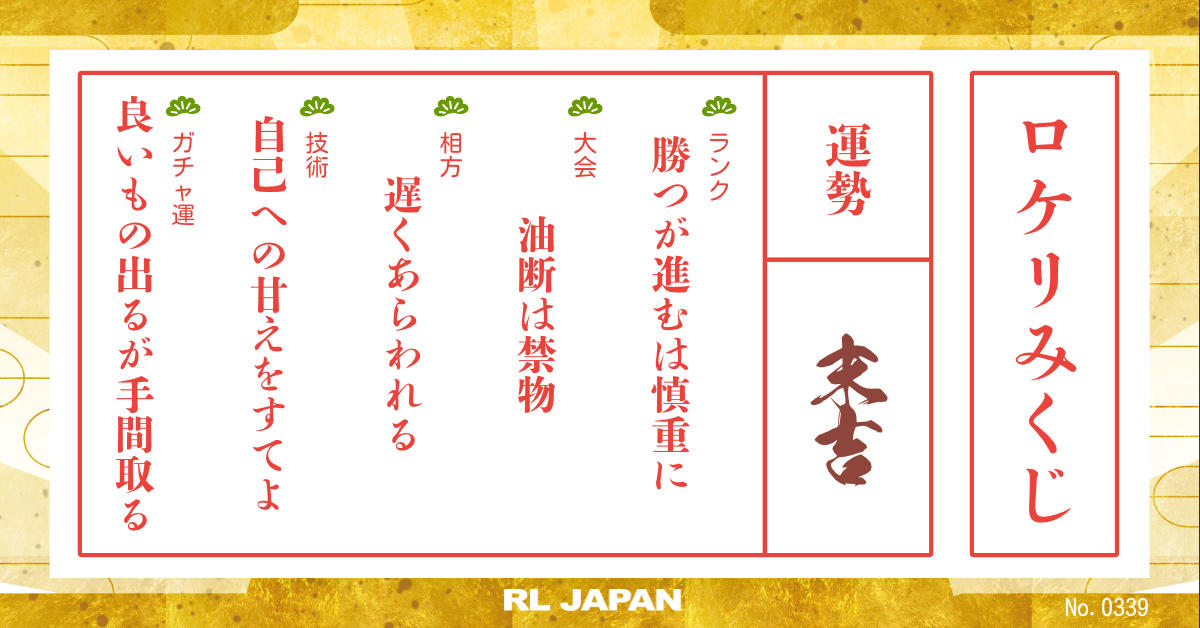 ロケリみくじ
運勢
末吉
ランク
勝つが進むは慎重に
大会
油断は禁物
相方
遅くあらわれる
技術
自己への甘えをすてよ
ガチャ運
良いもの出るが手間取る
RL JAPAN
No. 0339